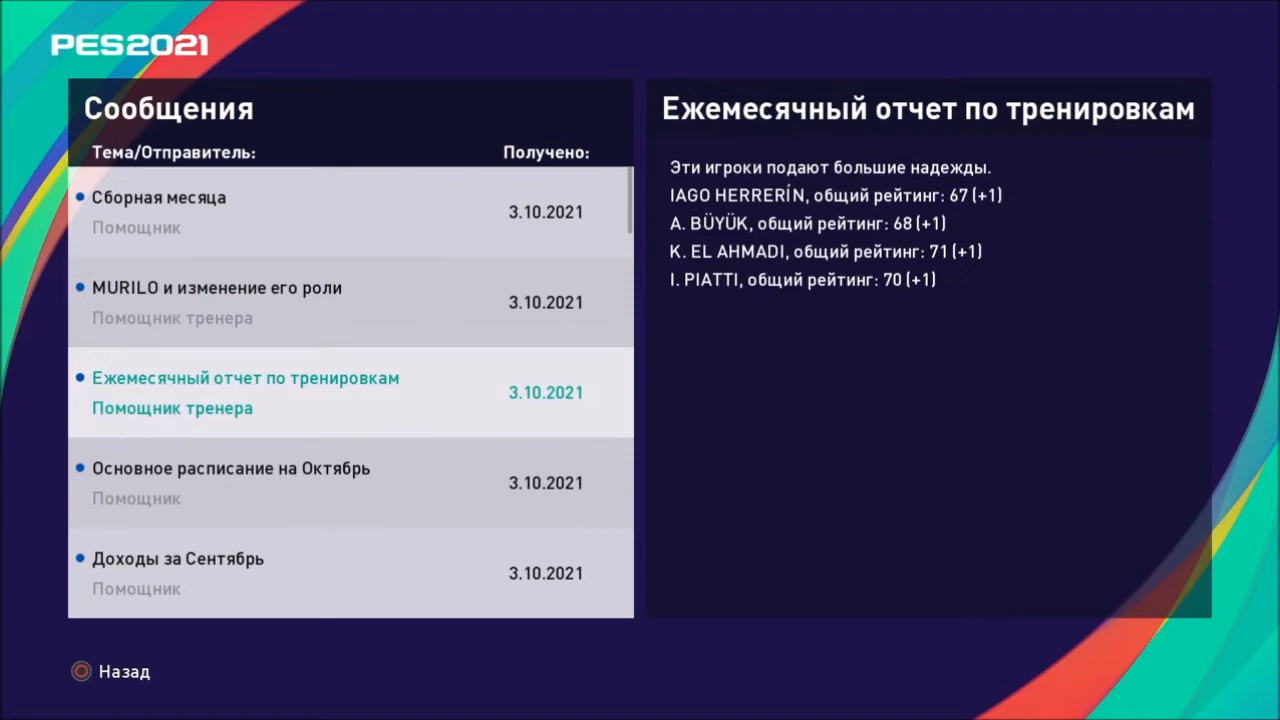 PES2021
Сообщения
Тема/Отправитель: Получено:
Сборная месяца
Помощник
3.10.2021
MURILO и изменение его роли
Помощник тренера
3.10.2021
Ежемесячный отчет по тренировкам
Помощник тренера
3.10.2021
Основное расписание на Октябрь
Помощник
3.10.2021
Доходы за Сентябрь
Помощник
3.10.2021
Ежемесячный отчет по тренировкам
Эти игроки подают большие надежды.
IAGO HERRERÍN, общий рейтинг: 67 (+1)
A. BÜYÜK, общий рейтинг: 68 (+1)
K. EL AHMADI, общий рейтинг: 71 (+1)
I. PIATTI, общий рейтинг: 70 (+1)
Назад